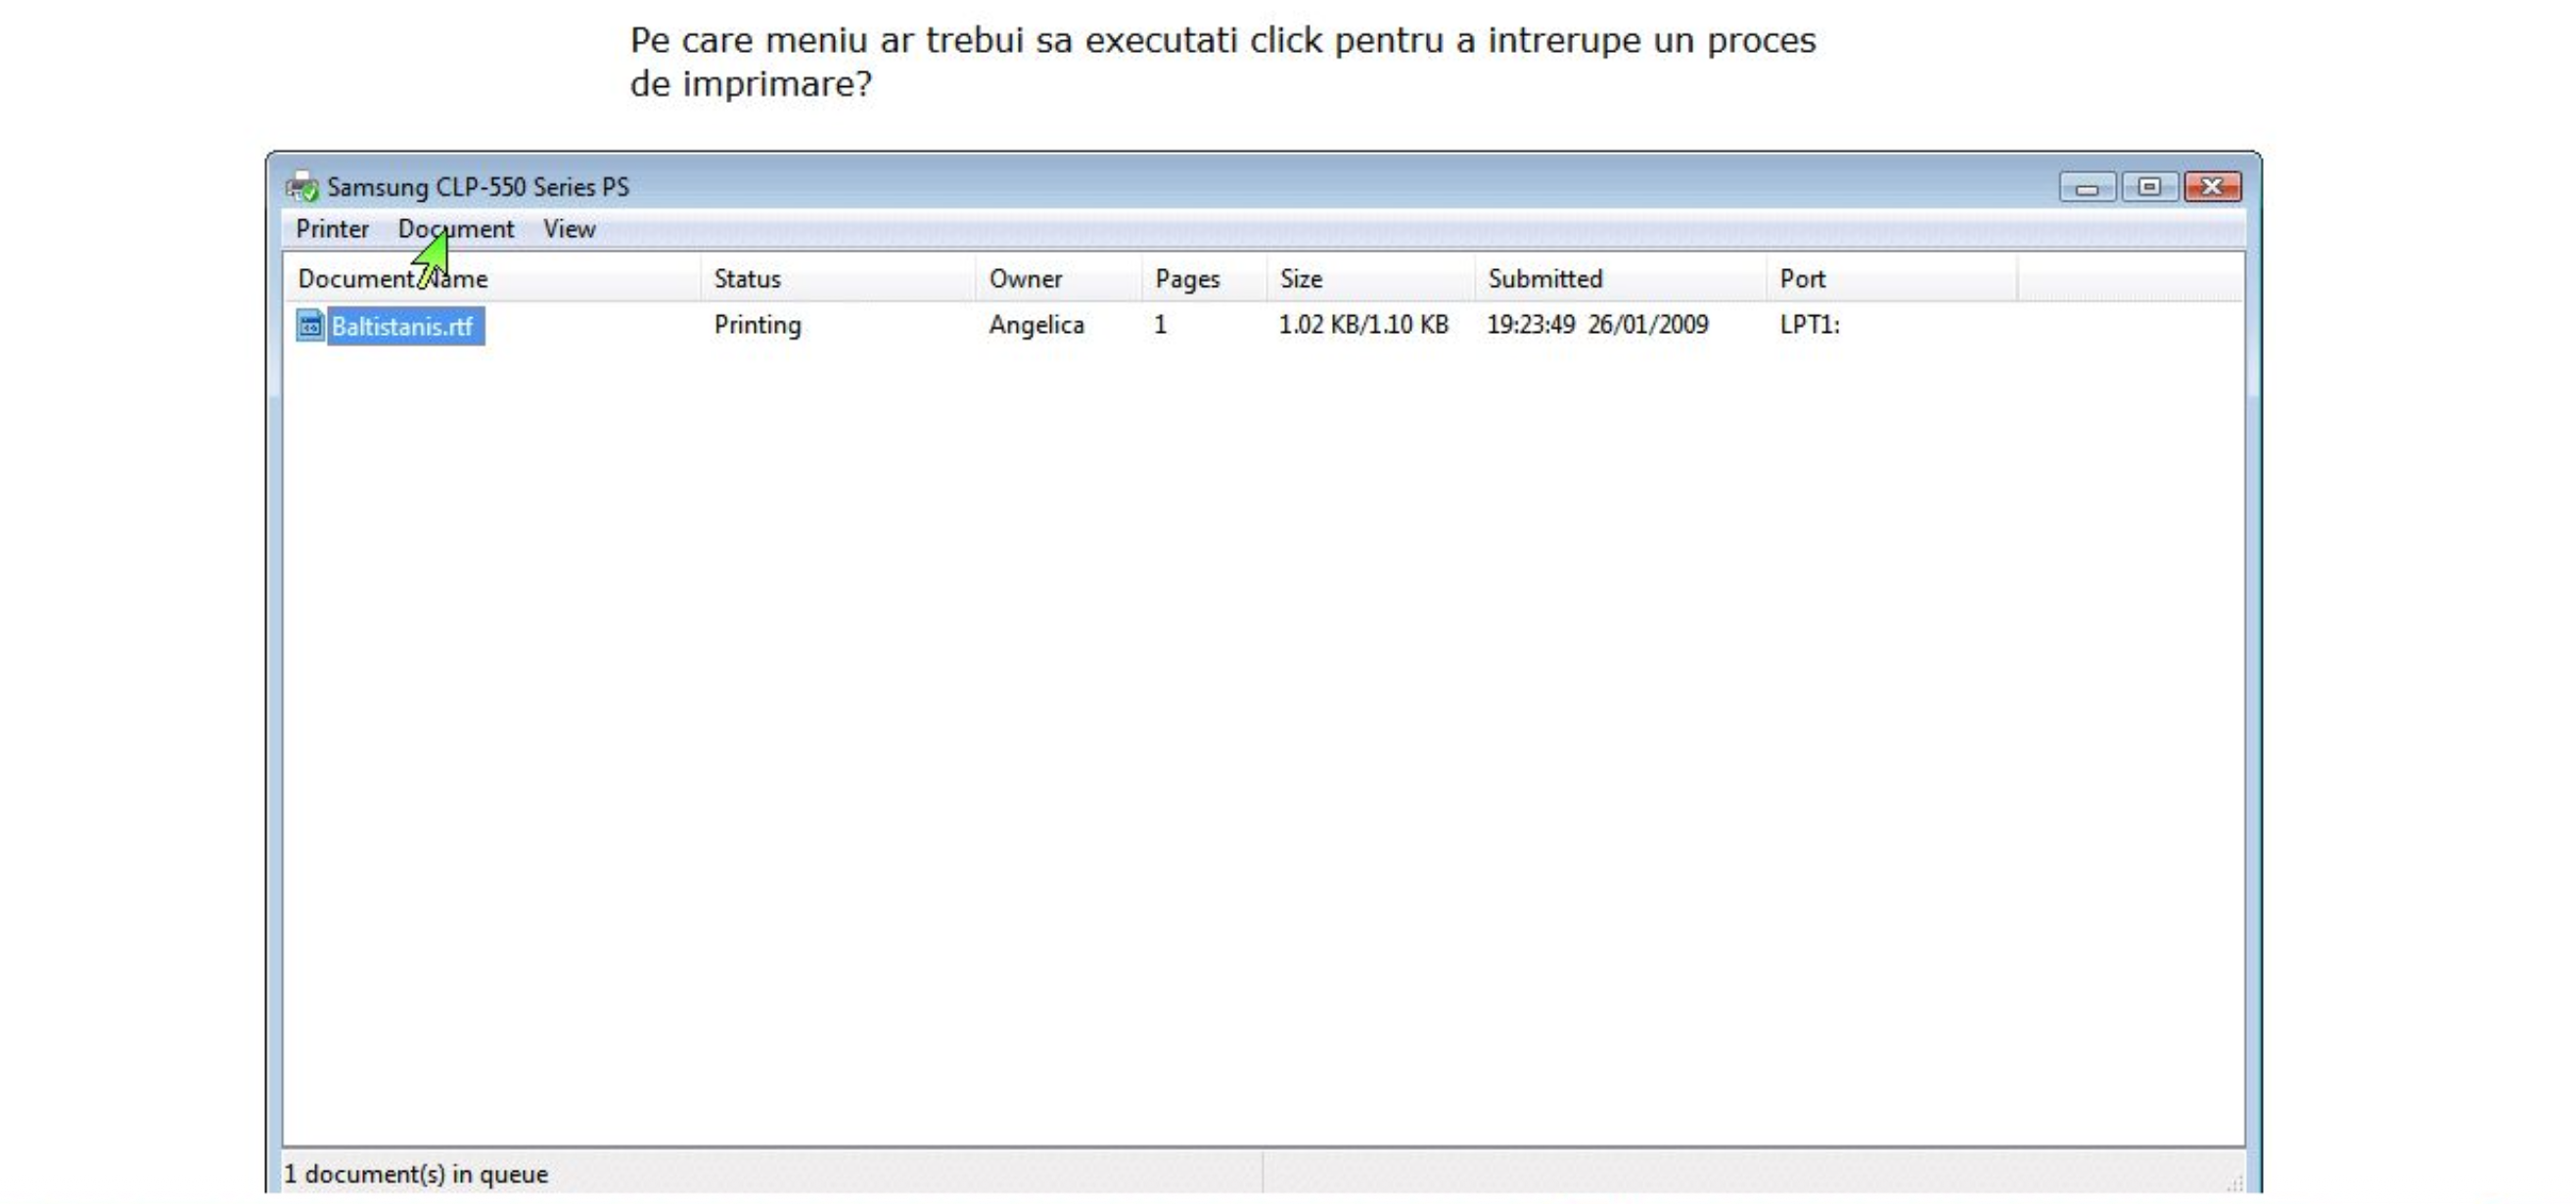 Pe care meniu ar trebui sa executati click pentru a intrerupe un proces
de imprimare?
Samsung CLP-550 Series PS
Printer Document View
Document Name Status Owner Pages Size Submitted Port
Baltistanis.rtf Printing Angelica 1 1.02 KB/1.10 KB 19:23:49 26/01/2009 LPT1:
1 document(s) in queue